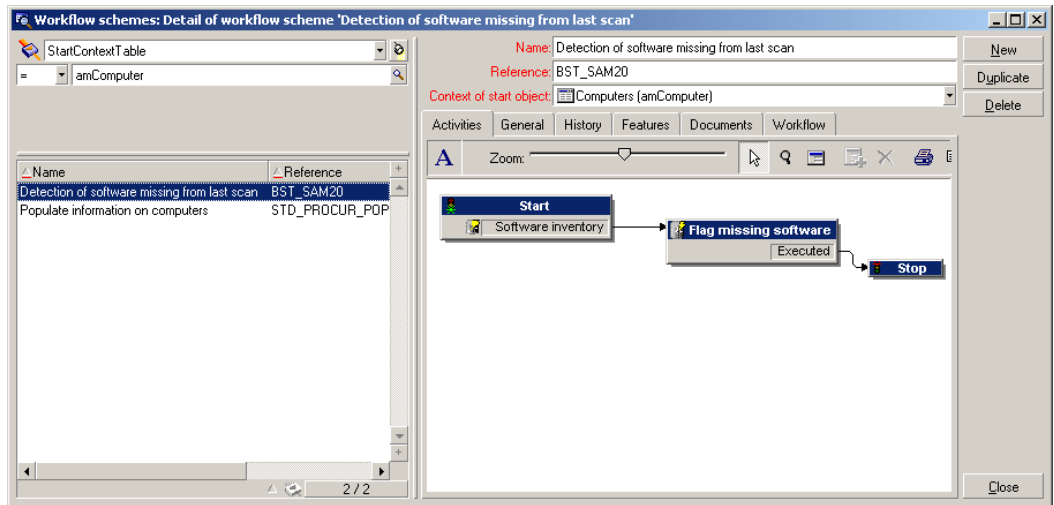 Workflow schemes: Detail of workflow scheme 'Detection of software missing from last scan'
StartContextTable
= amComputer
Name Reference
Detection of software missing from last scan BST_SAM20
Populate information on computers STD_PROCUR_POP
2/2
Name: Detection of software missing from last scan
Reference: BST_SAM20
Context of start object: Computers (amComputer)
Activities General History Features Documents Workflow
A Zoom:
Start
Software inventory
Flag missing software
Executed
Stop
New
Duplicate
Delete
Close